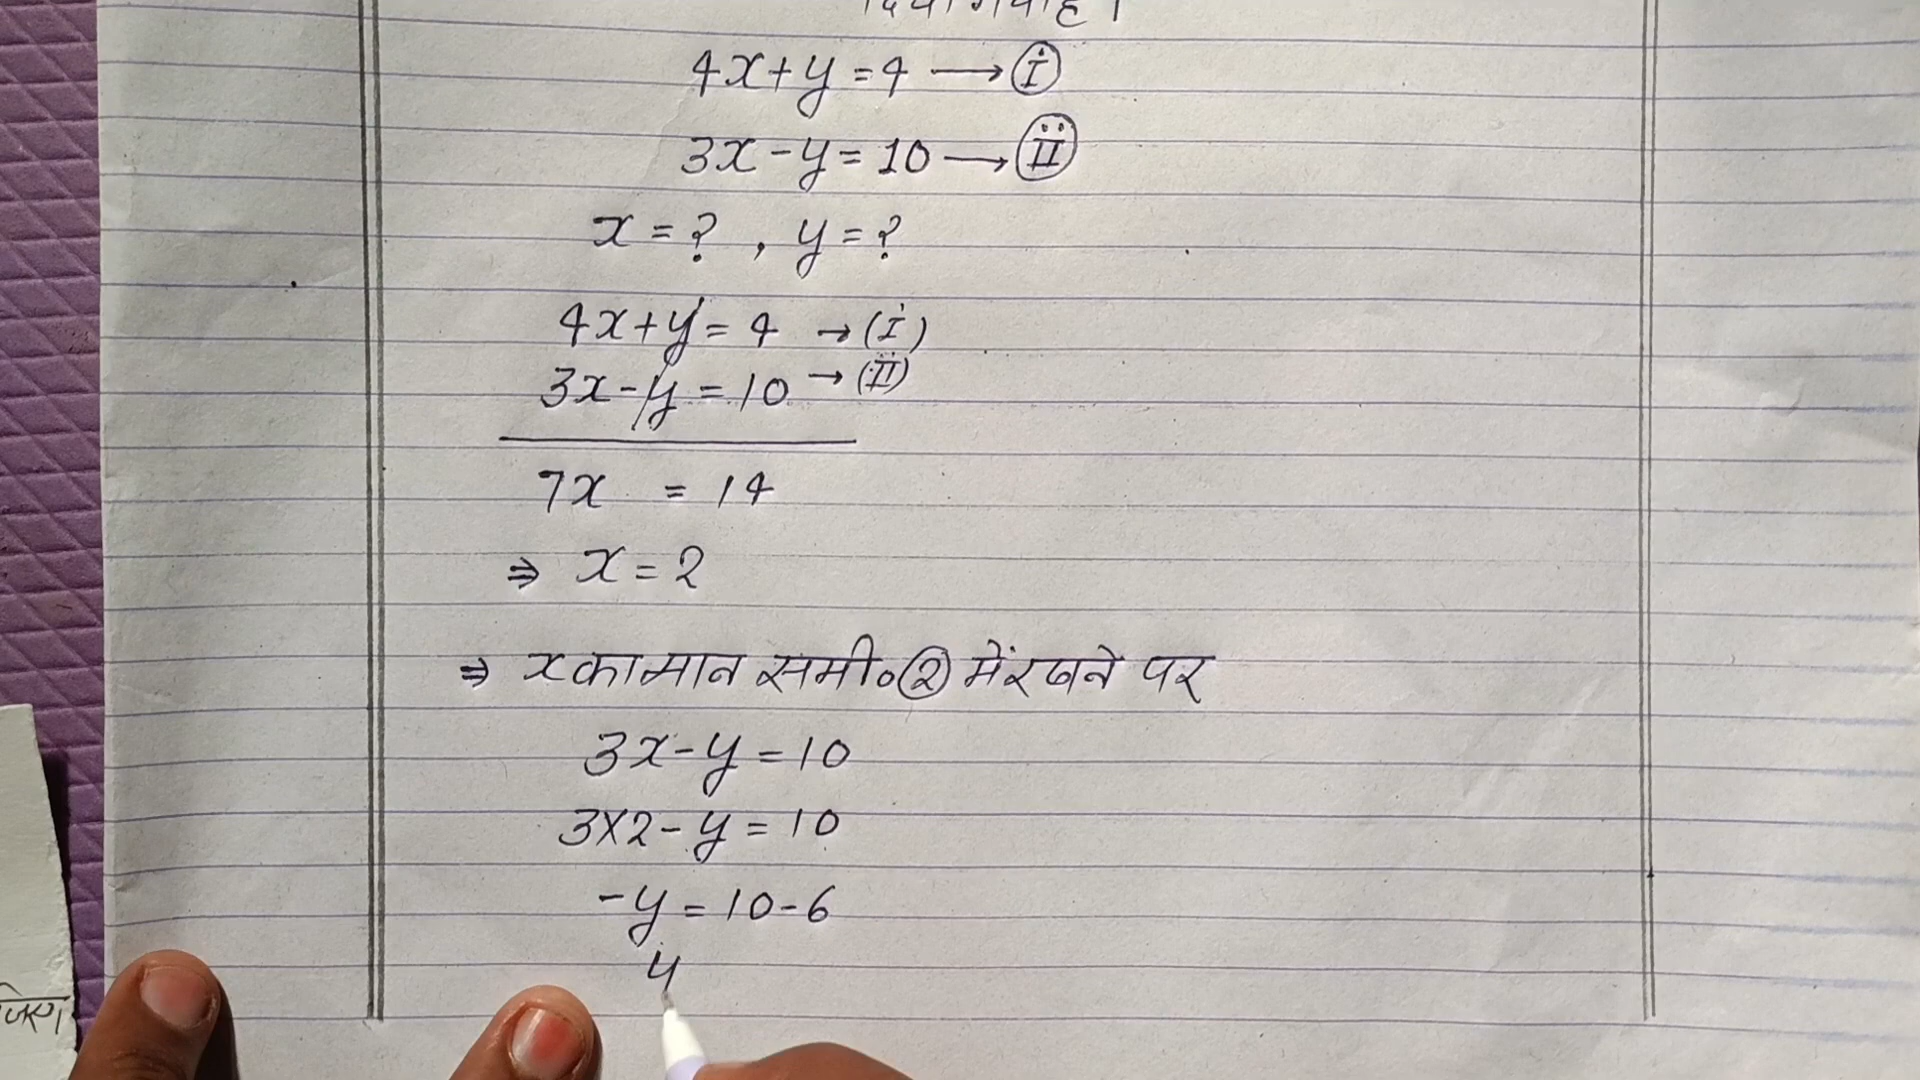 4x+y=4 → (i)
3x-y=10 → (ii)
x=? , y=?
4x+y=4 → (i)
3x-y=10 → (ii)
7x = 14
⇒ x=2
⇒ x का मान समी० ② में रखने पर
3x-y=10
3×2-y=10
-y=10-6
y